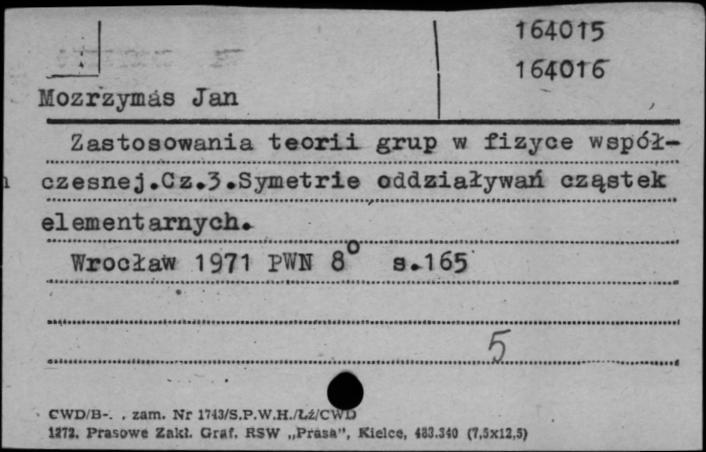 164015
164016
Mozrzymas Jan
Zastosowania teorii grup w fizyce współ-
czesnej.Cz.3.Symetrie oddziaływań cząstek
elementarnych.
Wrocław 1971 PWN 8° s.165
5
CWD/B-. . zam. Nr 1743/S.P.W.H./Łź/CWD
1272. Prasowe Zakł. Graf. RSW „Prasa", Kielce, 483.340 (7,5x12,5)